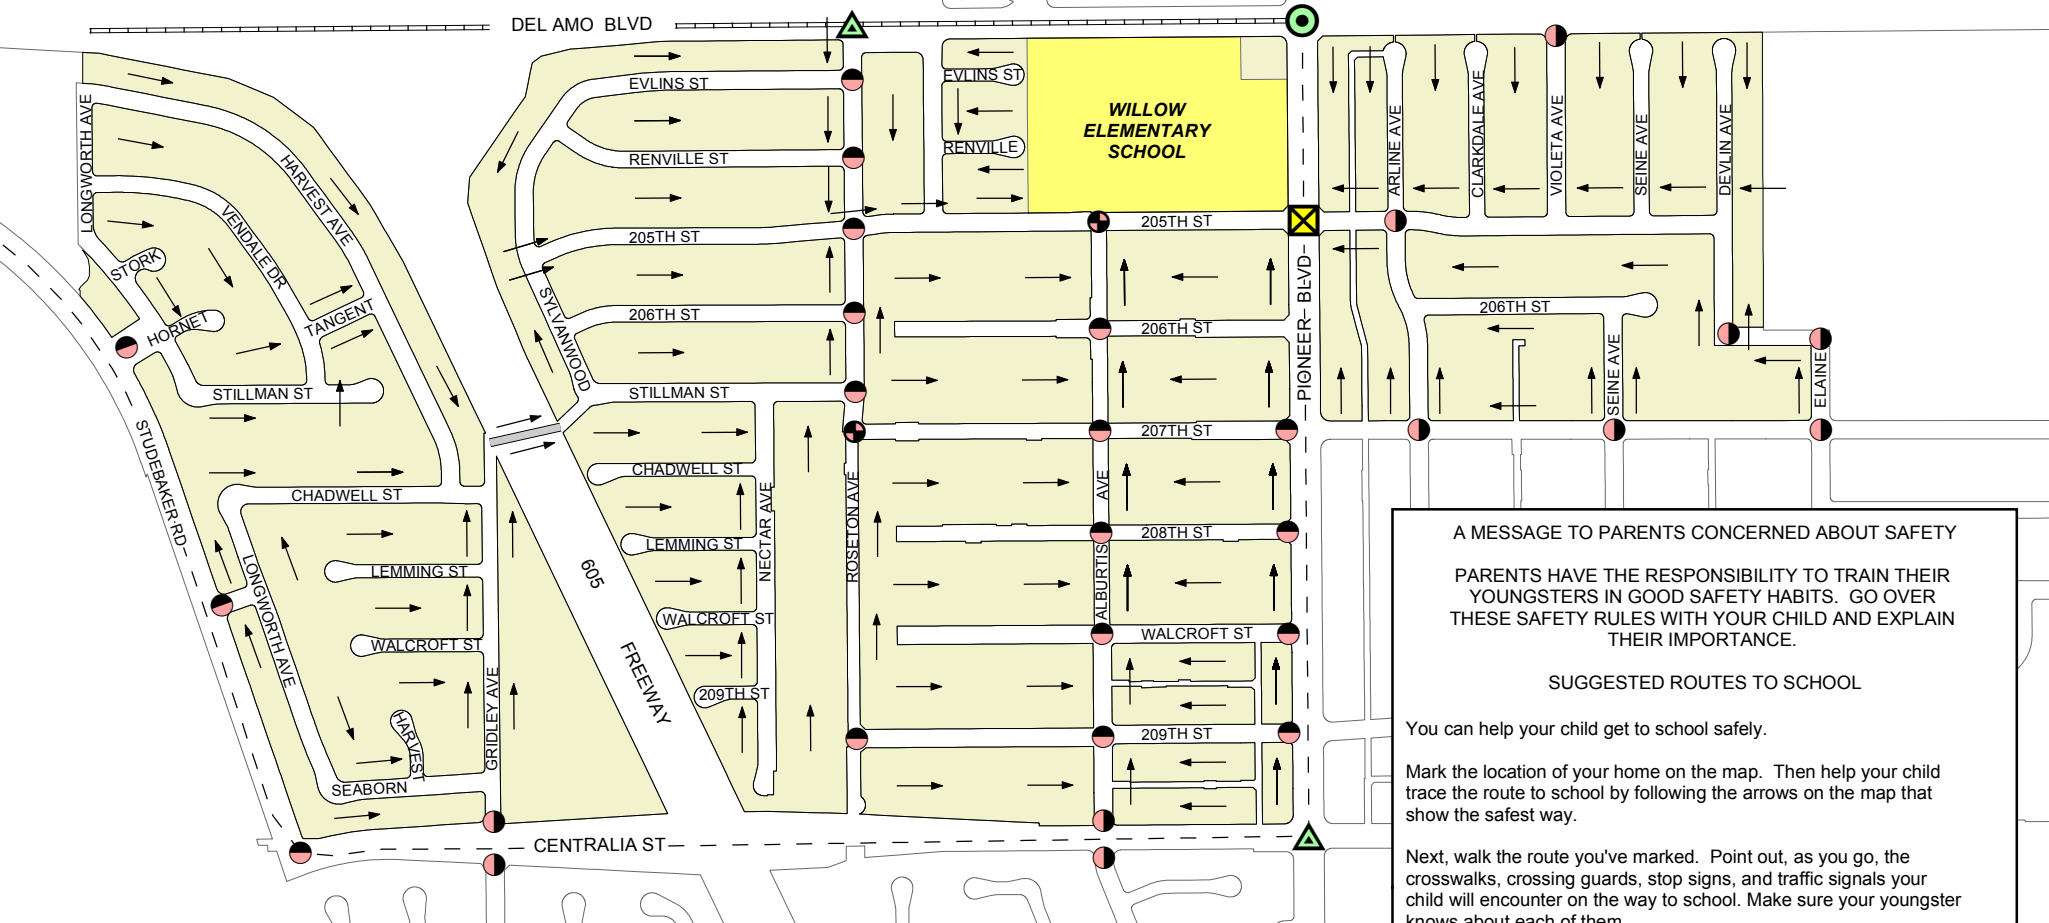 DEL AMO BLVD
EVLINS ST
EVLINS ST
RENVILLE ST
RENVILLE
WILLOW
ELEMENTARY
SCHOOL
LONGWORTH AVE
HARVEST AVE
VENDALE DR
STORK
HORNET
TANGENT
STILLMAN ST
STUDEBAKER RD
CHADWELL ST
LONGWORTH AVE
LEMMING ST
WALCROFT ST
HARVEST
GRIDLEY AVE
SEABORN
CENTRALIA ST
605
FREEWAY
SYLVANWOOD
205TH ST
206TH ST
STILLMAN ST
CHADWELL ST
LEMMING ST
WALCROFT ST
209TH ST
NECTAR AVE
ROSETON AVE
205TH ST
206TH ST
207TH ST
208TH ST
WALCROFT ST
209TH ST
ALBURTIS AVE
PIONEER BLVD
ARLINE AVE
CLARKDALE AVE
VIOLETA AVE
SEINE AVE
DEVLIN AVE
206TH ST
SEINE AVE
ELAINE
A MESSAGE TO PARENTS CONCERNED ABOUT SAFETY
PARENTS HAVE THE RESPONSIBILITY TO TRAIN THEIR
YOUNGSTERS IN GOOD SAFETY HABITS. GO OVER
THESE SAFETY RULES WITH YOUR CHILD AND EXPLAIN
THEIR IMPORTANCE.
SUGGESTED ROUTES TO SCHOOL
You can help your child get to school safely.
Mark the location of your home on the map. Then help your child
trace the route to school by following the arrows on the map that
show the safest way.
Next, walk the route you've marked. Point out, as you go, the
crosswalks, crossing guards, stop signs, and traffic signals your
child will encounter on the way to school. Make sure your youngster
knows about each of them.